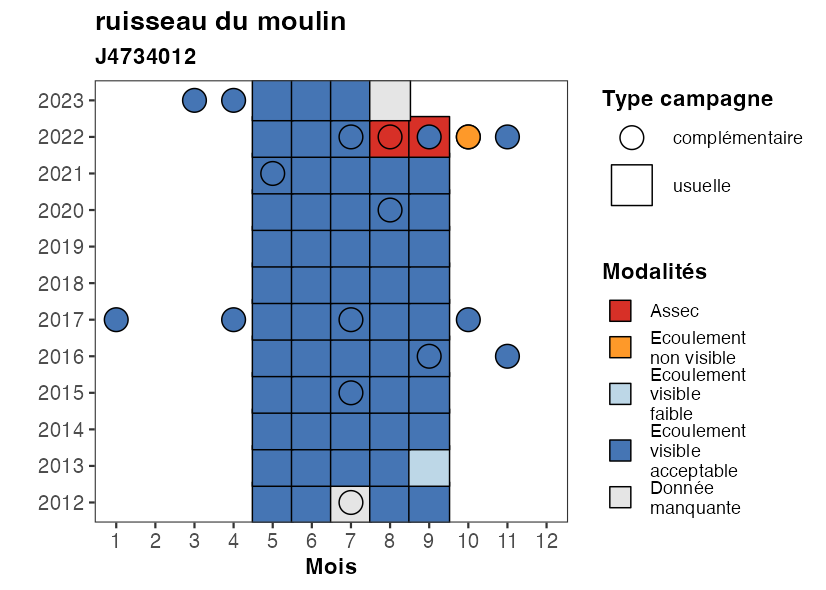 ruisseau du moulin
J4734012
2023
2022
2021
2020
2019
2018
2017
2016
2015
2014
2013
2012
1 2 3 4 5 6 7 8 9 10 11 12
Mois
Type campagne
complémentaire
usuelle
Modalités
Assec
Ecoulement
non visible
Ecoulement
visible
faible
Ecoulement
visible
acceptable
Donnée
manquante